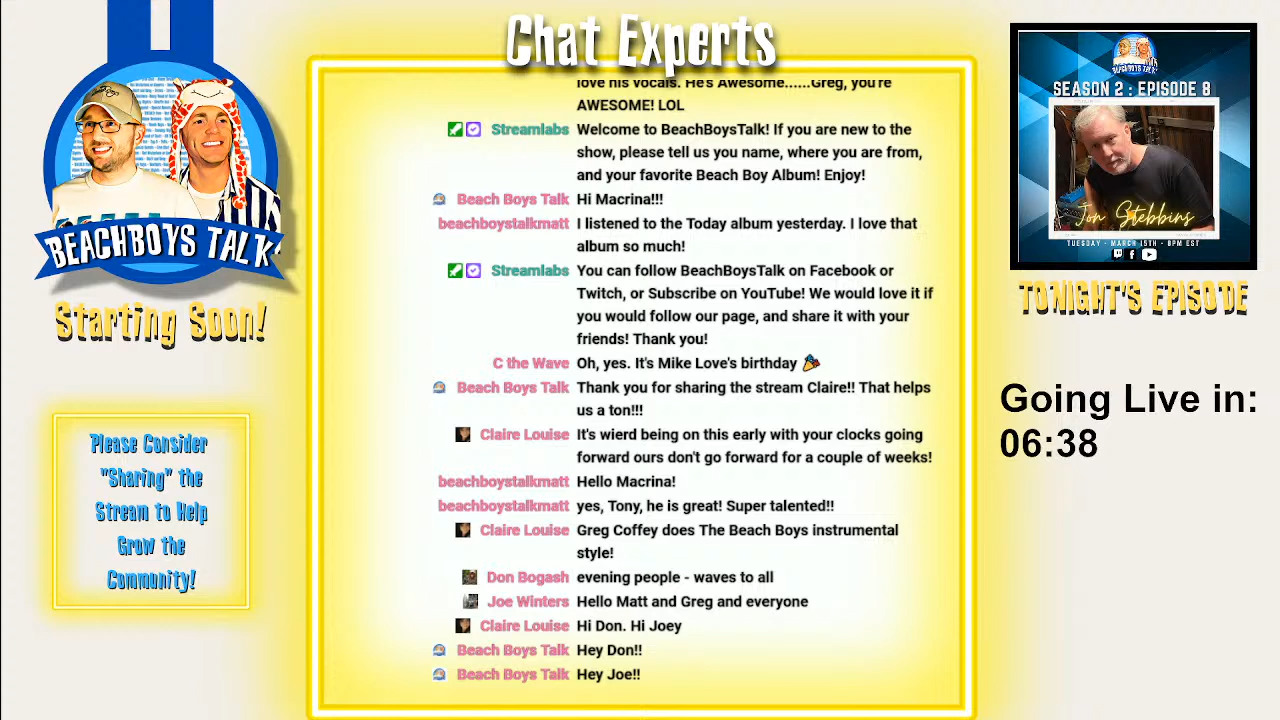 BEACHBOYS TALK
Starting Soon!
Please Consider
"Sharing" the
Stream to Help
Grow the
Community!
Chat Experts
love his vocals. He's Awesome......Greg, you're
AWESOME! LOL
Streamlabs Welcome to BeachBoysTalk! If you are new to the
show, please tell us you name, where you are from,
and your favorite Beach Boy Album! Enjoy!
Beach Boys Talk Hi Macrina!!!
beachboystalkmatt I listened to the Today album yesterday. I love that
album so much!
Streamlabs You can follow BeachBoysTalk on Facebook or
Twitch, or Subscribe on YouTube! We would love it if
you would follow our page, and share it with your
friends! Thank you!
C the Wave Oh, yes. It's Mike Love's birthday 🎉
Beach Boys Talk Thank you for sharing the stream Claire!! That helps
us a ton!!!
Claire Louise It's wierd being on this early with your clocks going
forward ours don't go forward for a couple of weeks!
beachboystalkmatt Hello Macrina!
beachboystalkmatt yes, Tony, he is great! Super talented!!
Claire Louise Greg Coffey does The Beach Boys instrumental
style!
Don Bogash evening people - waves to all
Joe Winters Hello Matt and Greg and everyone
Claire Louise Hi Don. Hi Joey
Beach Boys Talk Hey Don!!
Beach Boys Talk Hey Joe!!
BEACHBOYS TALK
SEASON 2 : EPISODE 8
Jon Stebbins
TUESDAY - MARCH 15TH - 8PM EST
TONIGHT'S EPISODE
Going Live in:
06:38